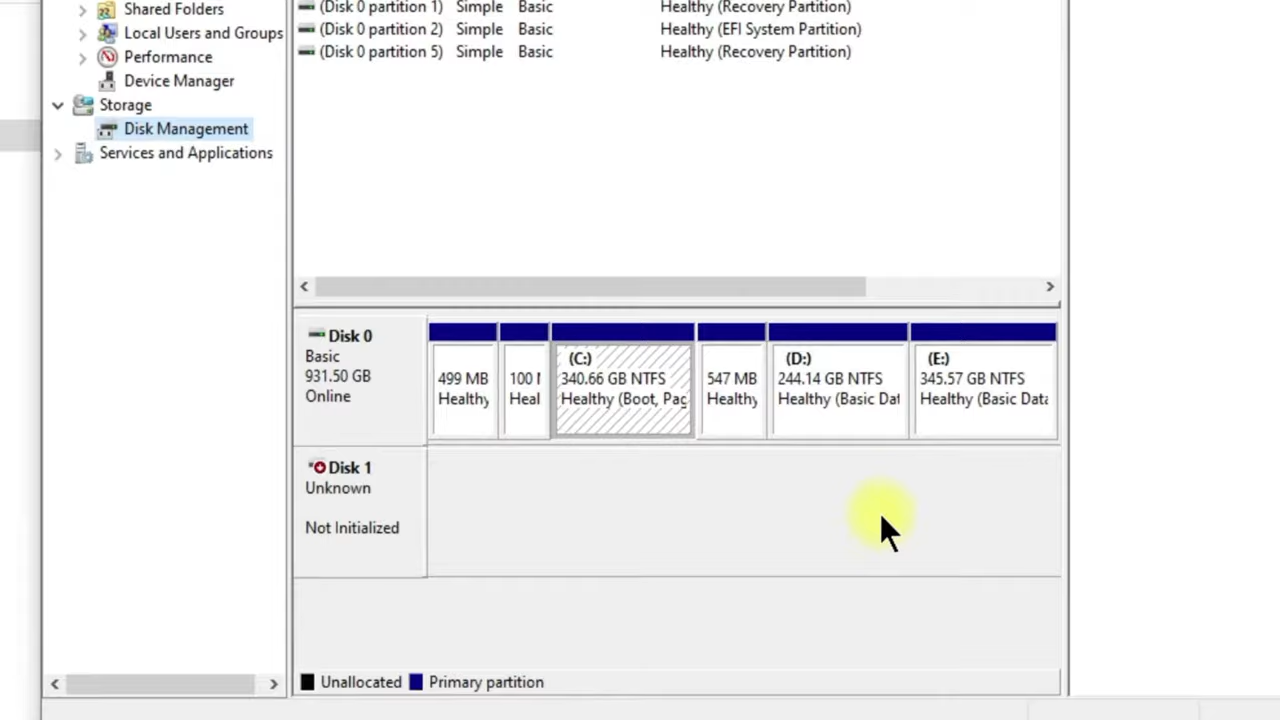 Shared Folders
Local Users and Groups
Performance
Device Manager
Storage
Disk Management
Services and Applications
(Disk 0 partition 1) Simple Basic Healthy (Recovery Partition)
(Disk 0 partition 2) Simple Basic Healthy (EFI System Partition)
(Disk 0 partition 5) Simple Basic Healthy (Recovery Partition)
Disk 0
Basic
931.50 GB
Online
499 MB
Healthy
100 M
Heal
(C:)
340.66 GB NTFS
Healthy (Boot, Pag
547 MB
Healthy
(D:)
244.14 GB NTFS
Healthy (Basic Dat
(E:)
345.57 GB NTFS
Healthy (Basic Data
Disk 1
Unknown
Not Initialized
Unallocated Primary partition